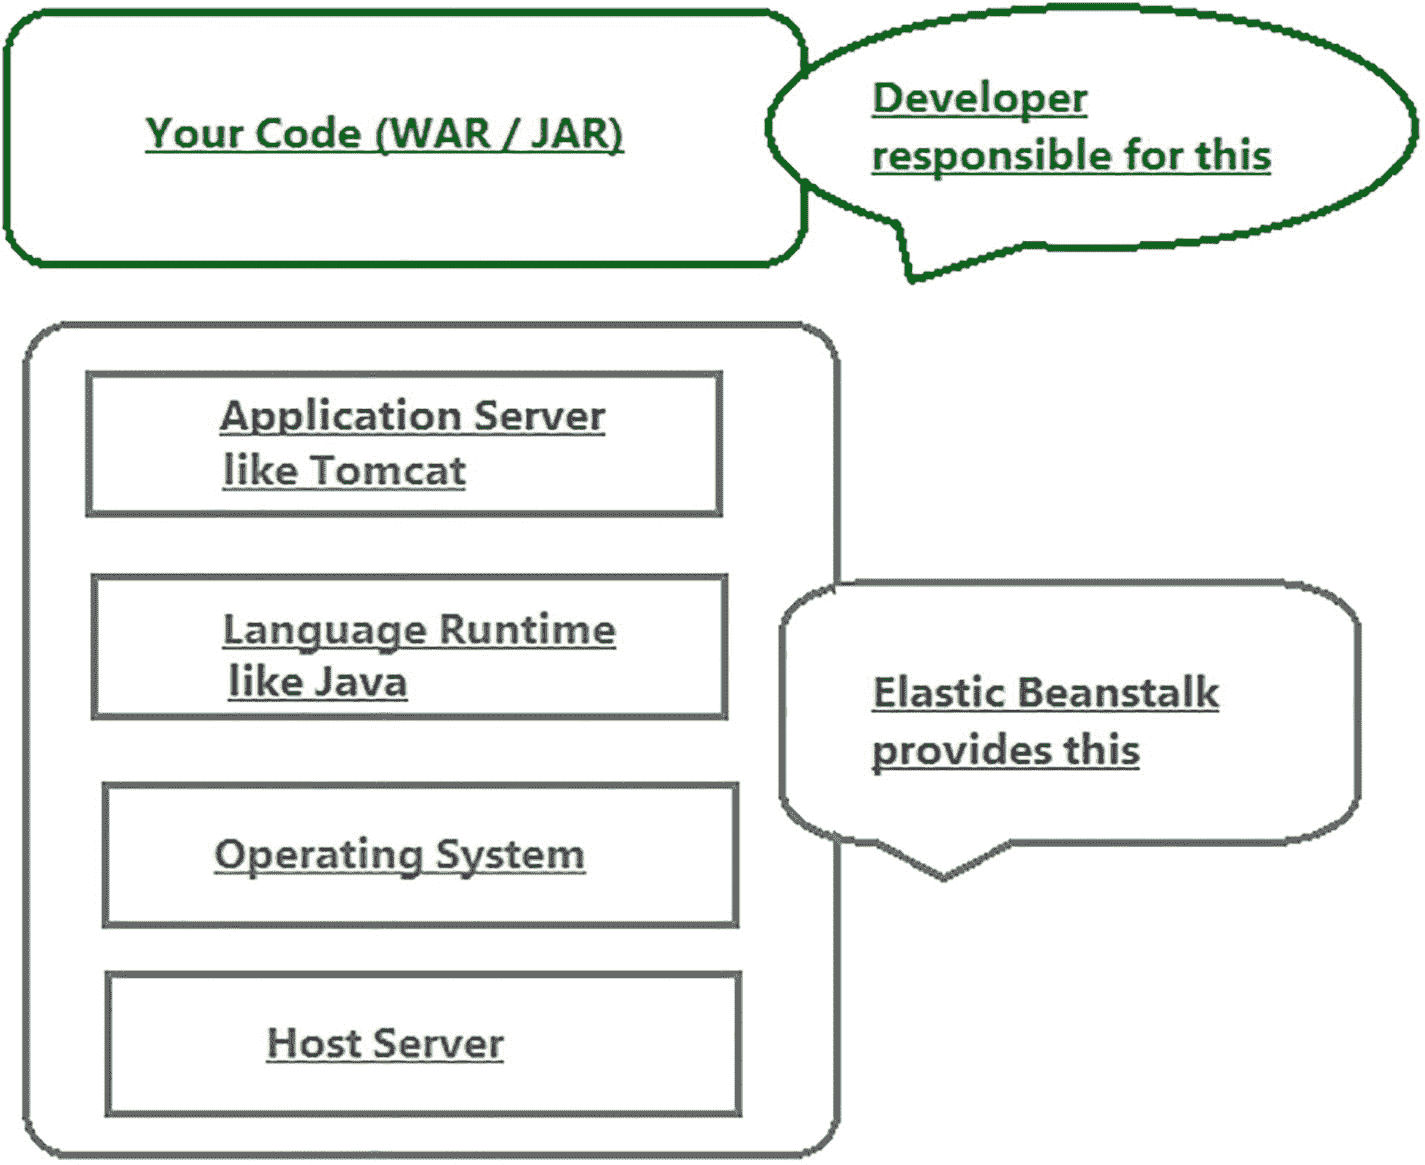 Your Code (WAR / JAR)
Developer
responsible for this
Application Server
like Tomcat
Language Runtime
like Java
Elastic Beanstalk
provides this
Operating System
Host Server